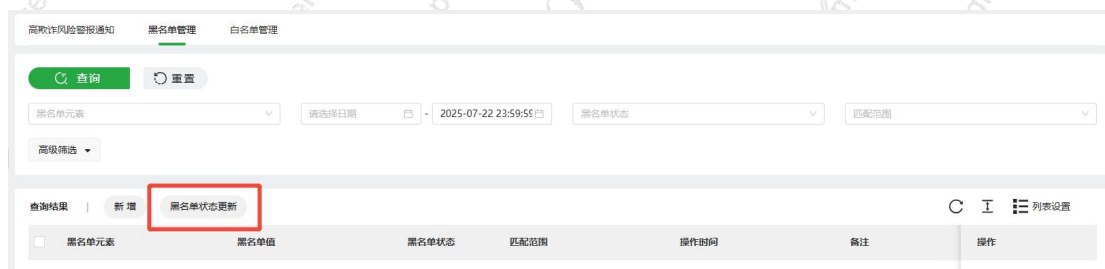 高欺诈风险警报通知 黑名单管理 白名单管理
查询 重置
黑名单元素 请选择日期 - 2025-07-22 23:59:59 黑名单状态 匹配范围
高级筛选
查询结果 | 新增 黑名单状态更新 列表设置
黑名单元素 黑名单值 黑名单状态 匹配范围 操作时间 备注 操作